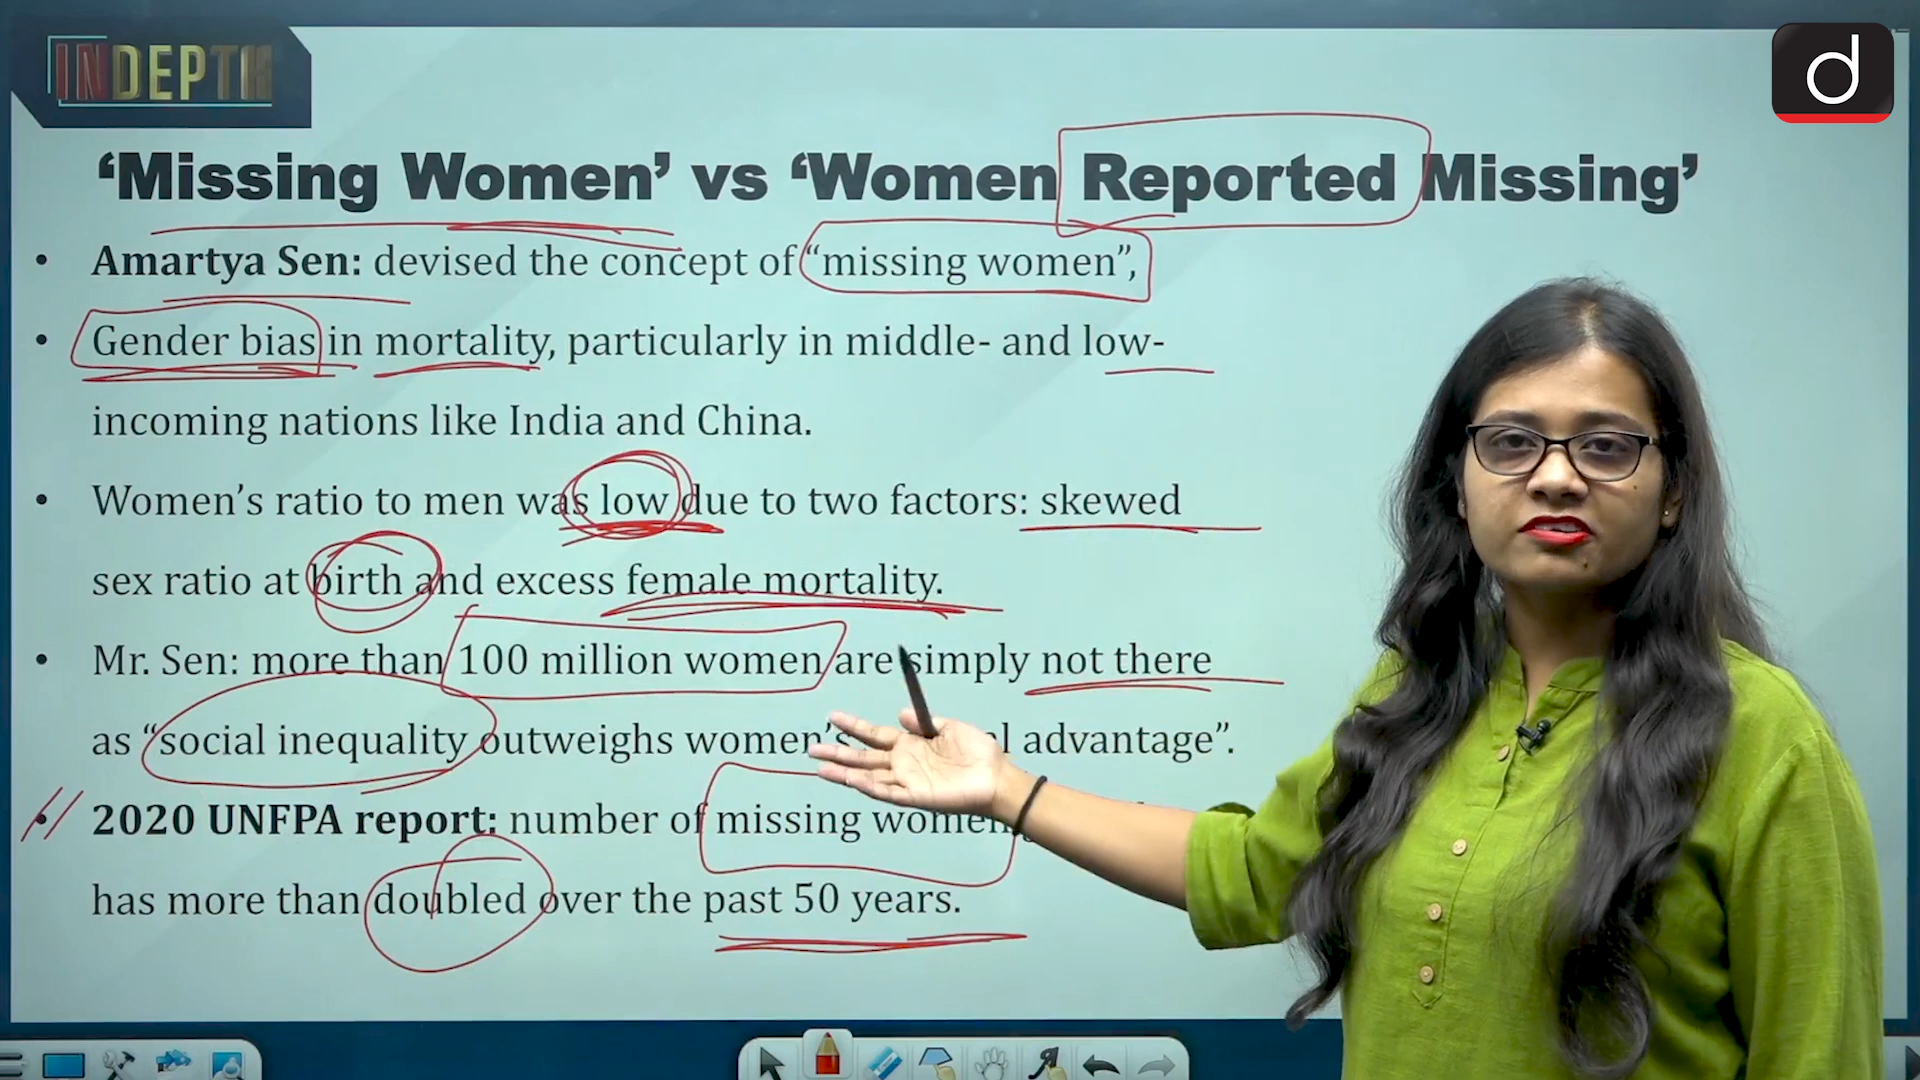 INDEPTH
d
‘Missing Women’ vs ‘Women Reported Missing’
• Amartya Sen: devised the concept of “missing women”,
• Gender bias in mortality, particularly in middle- and low-
incoming nations like India and China.
• Women’s ratio to men was low due to two factors: skewed
sex ratio at birth and excess female mortality.
• Mr. Sen: more than 100 million women are simply not there
as “social inequality outweighs women’s advantage”.
• 2020 UNFPA report: number of missing women
has more than doubled over the past 50 years.